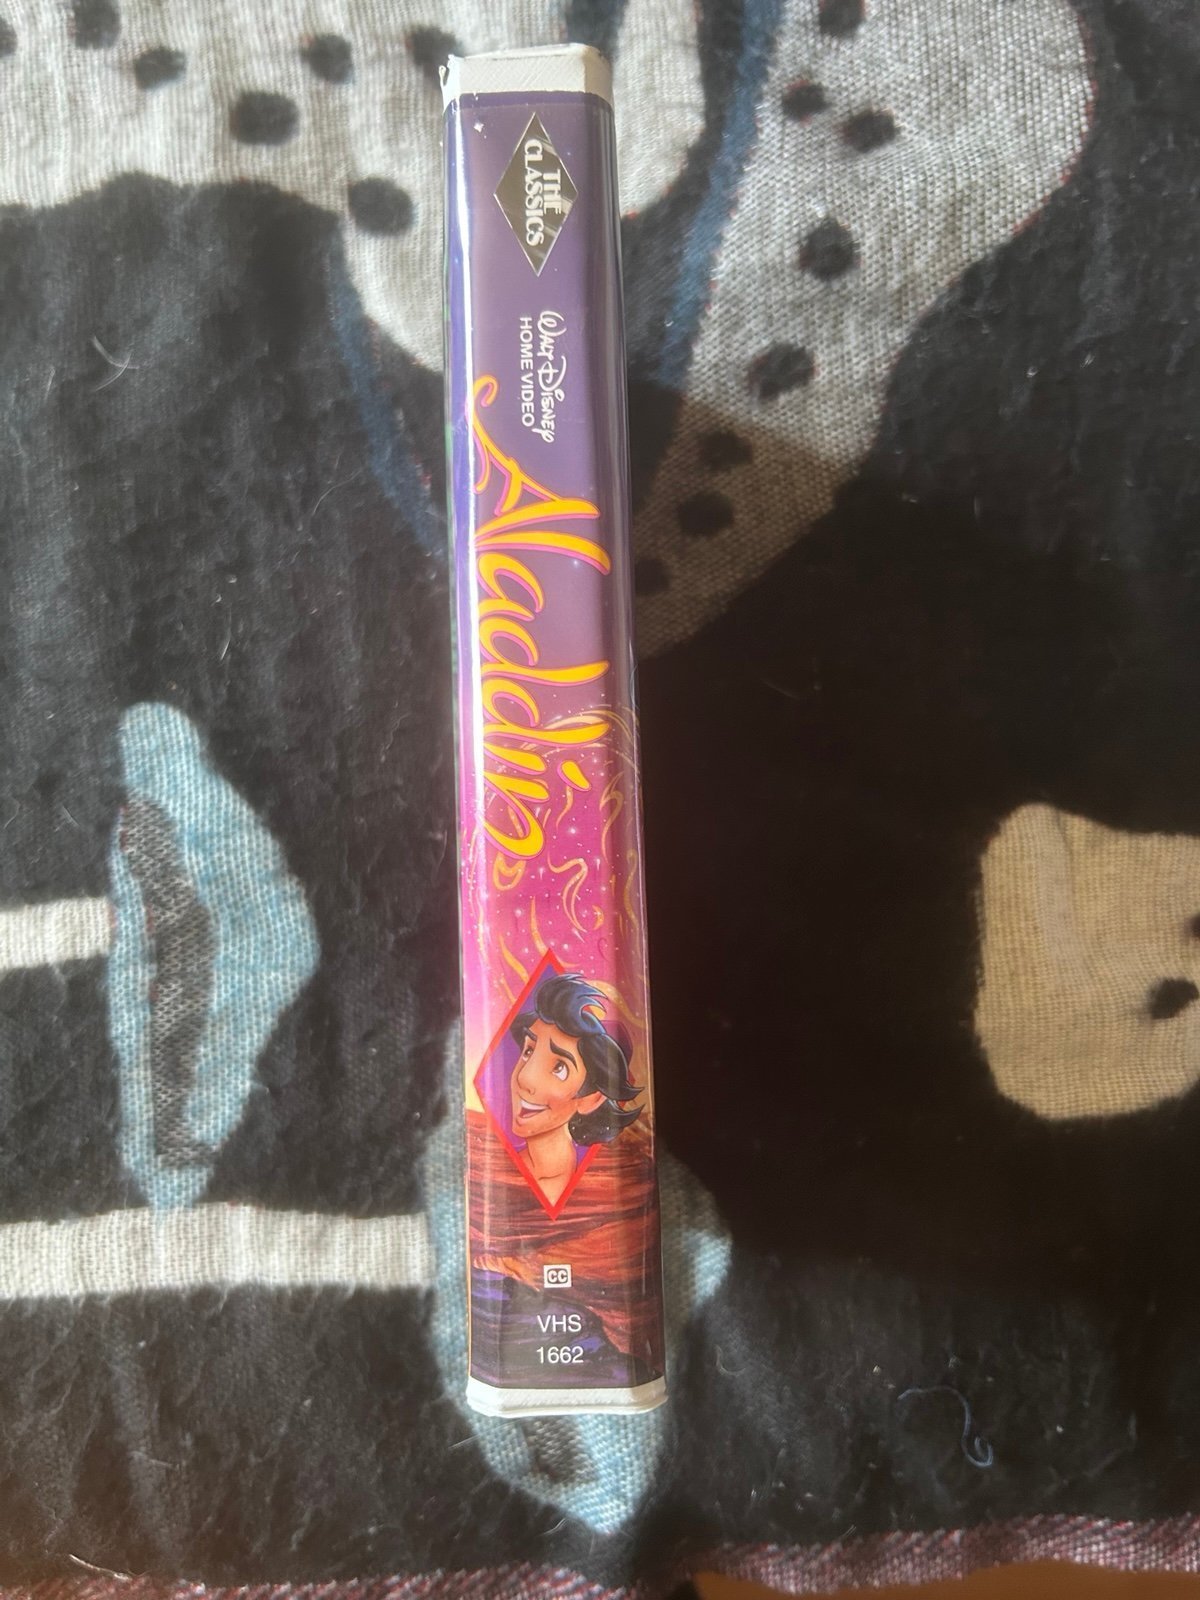 THE
CLASSICS
WALT DISNEY
HOME VIDEO
Aladdin
CC
VHS
1662